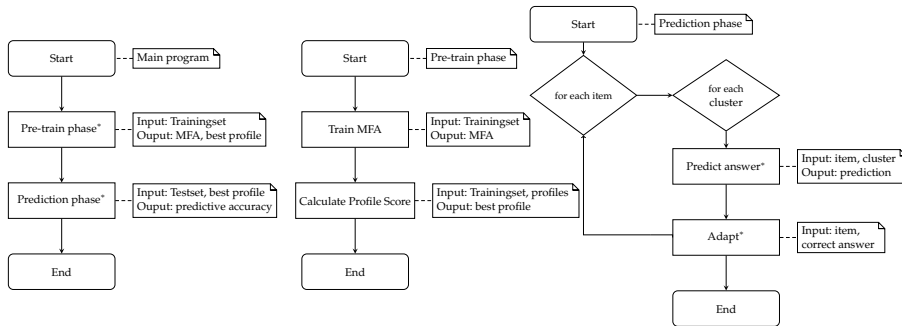 Start
Main program
Pre-train phase*
Input: Trainingset
Ouput: MFA, best profile
Prediction phase*
Input: Testset, best profile
Ouput: predictive accuracy
End
Start
Pre-train phase
Train MFA
Input: Trainingset
Ouput: MFA
Calculate Profile Score
Input: Trainingset, profiles
Ouput: best profile
End
Start
Prediction phase
for each item
for each
cluster
Predict answer*
Input: item, cluster
Ouput: prediction
Adapt*
Input: item,
correct answer
End